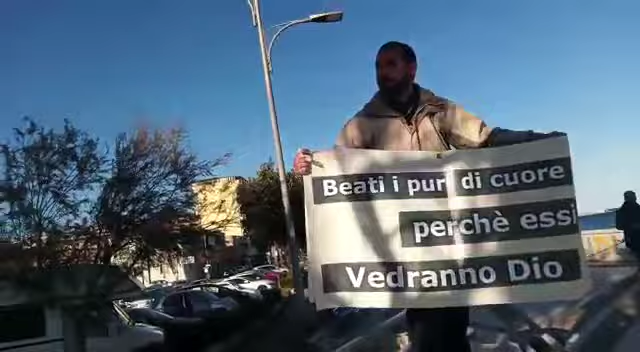 Beati i puri di cuore
perchè essi
Vedranno Dio